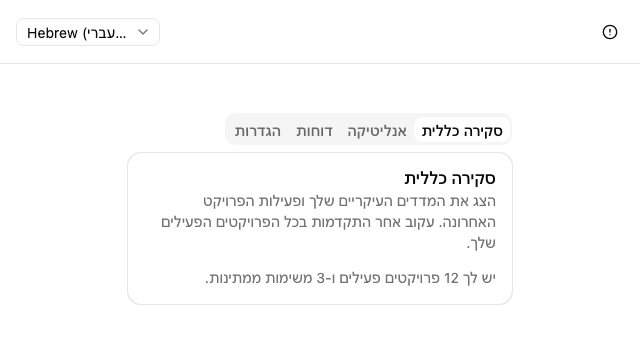 Hebrew (עברי...
סקירה כללית
אנליטיקה
דוחות
הגדרות
סקירה כללית
הצג את המדדים העיקריים שלך ופעילות הפרויקט
האחרונה. עקוב אחר התקדמות בכל הפרויקטים הפעילים
שלך.
יש לך 12 פרויקטים פעילים ו-3 משימות ממתינות.